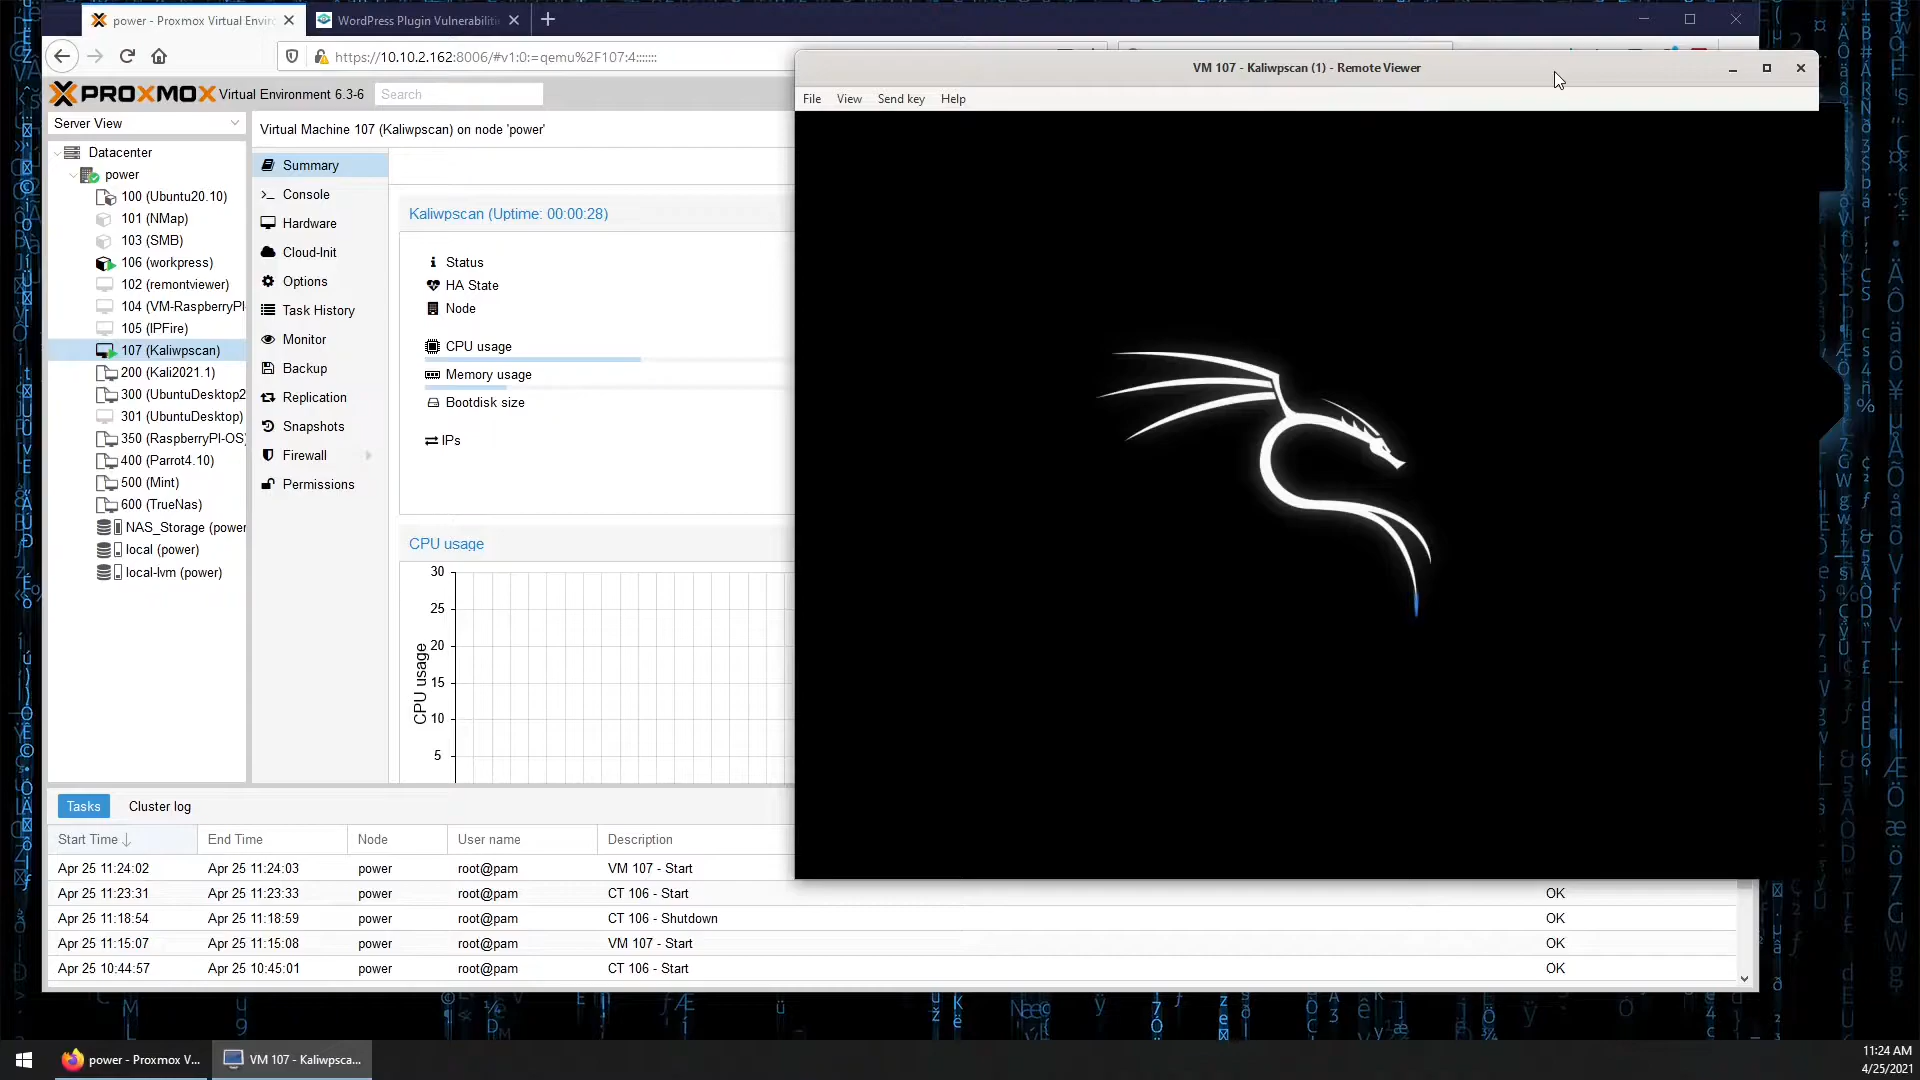 power - Proxmox Virtual Enviro
WordPress Plugin Vulnerabiliti
https://10.10.2.162:8006/#v1:0:=qemu%2F107:4:::::::
PROXMOX Virtual Environment 6.3-6
Search
Server View
Datacenter
power
100 (Ubuntu20.10)
101 (NMap)
103 (SMB)
106 (workpress)
102 (remontviewer)
104 (VM-RaspberryPI-
105 (IPFire)
107 (Kaliwpscan)
200 (Kali2021.1)
300 (UbuntuDesktop2
301 (UbuntuDesktop)
350 (RaspberryPI-OS)
400 (Parrot4.10)
500 (Mint)
600 (TrueNas)
NAS_Storage (power
local (power)
local-lvm (power)
Virtual Machine 107 (Kaliwpscan) on node 'power'
Summary
Console
Hardware
Cloud-Init
Options
Task History
Monitor
Backup
Replication
Snapshots
Firewall
Permissions
Kaliwpscan (Uptime: 00:00:28)
Status
HA State
Node
CPU usage
Memory usage
Bootdisk size
IPs
CPU usage
30
25
20
15
10
5
CPU usage
VM 107 - Kaliwpscan (1) - Remote Viewer
File View Send key Help
Tasks Cluster log
Start Time End Time Node User name Description
Apr 25 11:24:02 Apr 25 11:24:03 power root@pam VM 107 - Start
Apr 25 11:23:31 Apr 25 11:23:33 power root@pam CT 106 - Start OK
Apr 25 11:18:54 Apr 25 11:18:59 power root@pam CT 106 - Shutdown OK
Apr 25 11:15:07 Apr 25 11:15:08 power root@pam VM 107 - Start OK
Apr 25 10:44:57 Apr 25 10:45:01 power root@pam CT 106 - Start OK
power - Proxmox V...
VM 107 - Kaliwpsca...
11:24 AM
4/25/2021